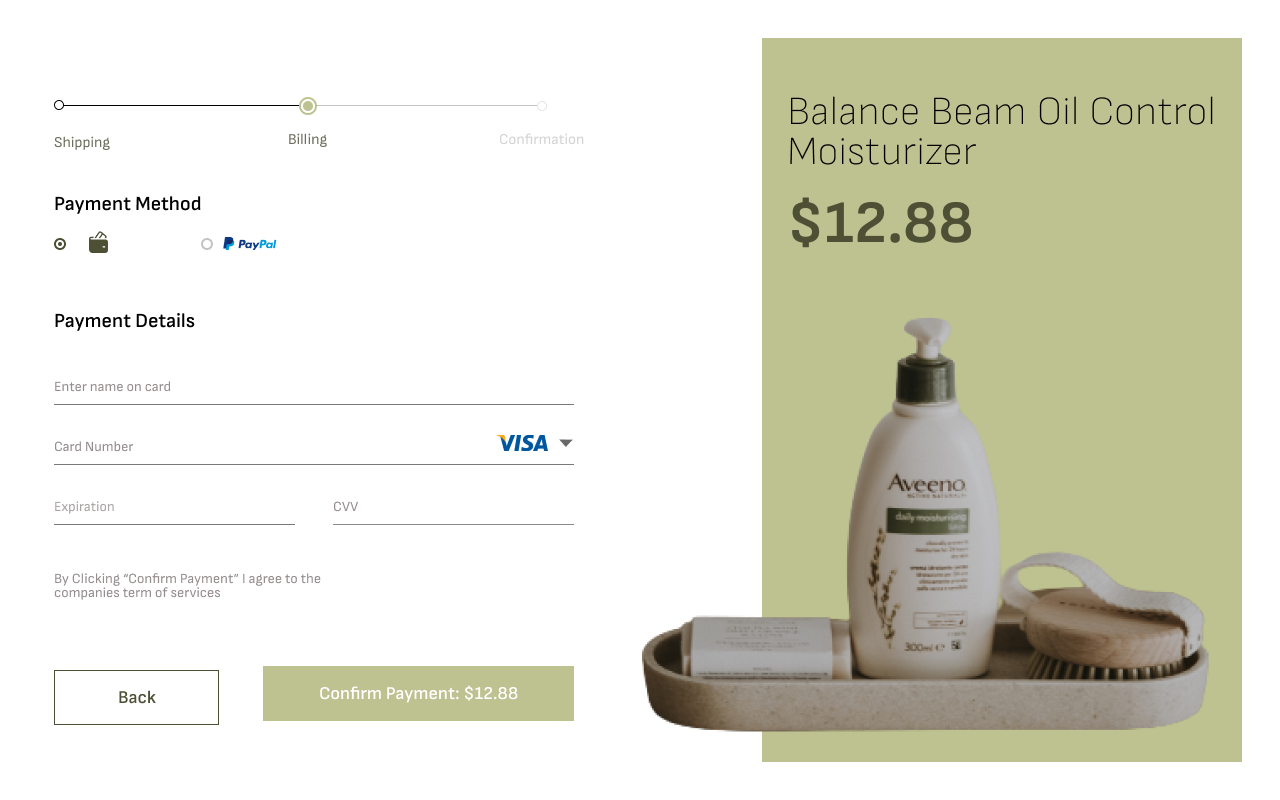 Shipping
Billing
Confirmation
Payment Method
PayPal
Payment Details
Enter name on card
Card Number
VISA
Expiration
CVV
By Clicking “Confirm Payment” I agree to the
companies term of services
Back
Confirm Payment: $12.88
Balance Beam Oil Control
Moisturizer
$12.88
Aveeno
ACTIVE NATURALS
daily moisturising
lotion
300ml e